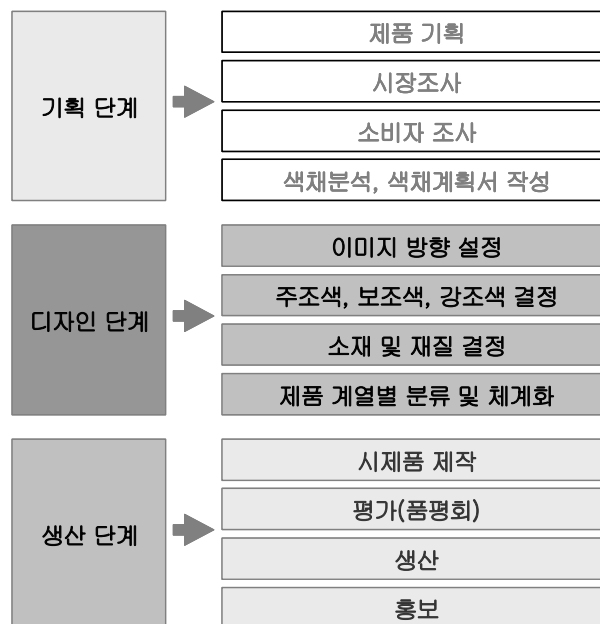 기획 단계
제품 기획
시장조사
소비자 조사
색채분석, 색채계획서 작성
디자인 단계
이미지 방향 설정
주조색, 보조색, 강조색 결정
소재 및 재질 결정
제품 계열별 분류 및 체계화
생산 단계
시제품 제작
평가(품평회)
생산
홍보